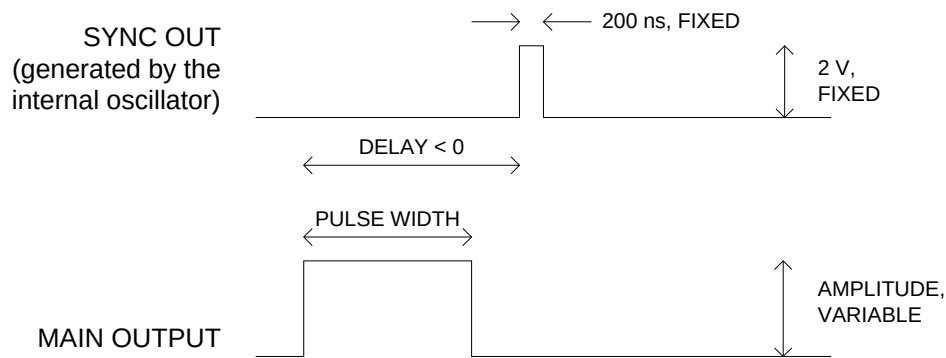 200 ns, FIXED
SYNC OUT
(generated by the
internal oscillator)
2 V,
FIXED
DELAY < 0
PULSE WIDTH
AMPLITUDE,
VARIABLE
MAIN OUTPUT